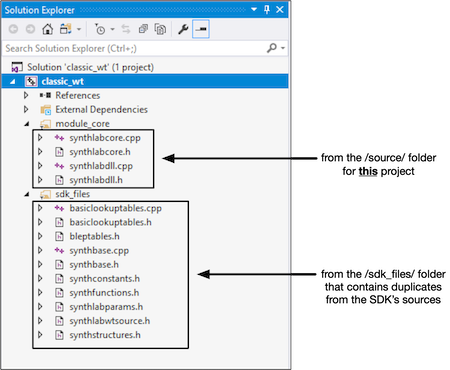 Solution Explorer
Search Solution Explorer (Ctrl+;)
Solution 'classic_wt' (1 project)
classic_wt
References
External Dependencies
module_core
synthlabcore.cpp
synthlabcore.h
synthlabdll.cpp
synthlabdll.h
sdk_files
basiclookuptables.cpp
basiclookuptables.h
bleptables.h
synthbase.cpp
synthbase.h
synthconstants.h
synthfunctions.h
synthlabparams.h
synthlabwtsource.h
synthstructures.h
from the /source/ folder
for this project
from the /sdk_files/ folder
that contains duplicates
from the SDK's sources